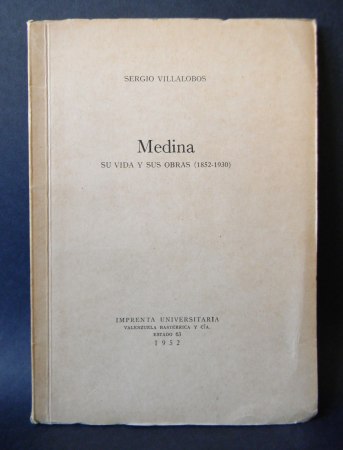 SERGIO VILLALOBOS
Medina
SU VIDA Y SUS OBRAS (1852-1930)
IMPRENTA UNIVERSITARIA
VALENZUELA BASTERRICA Y CÍA.
ESTADO 63
1952